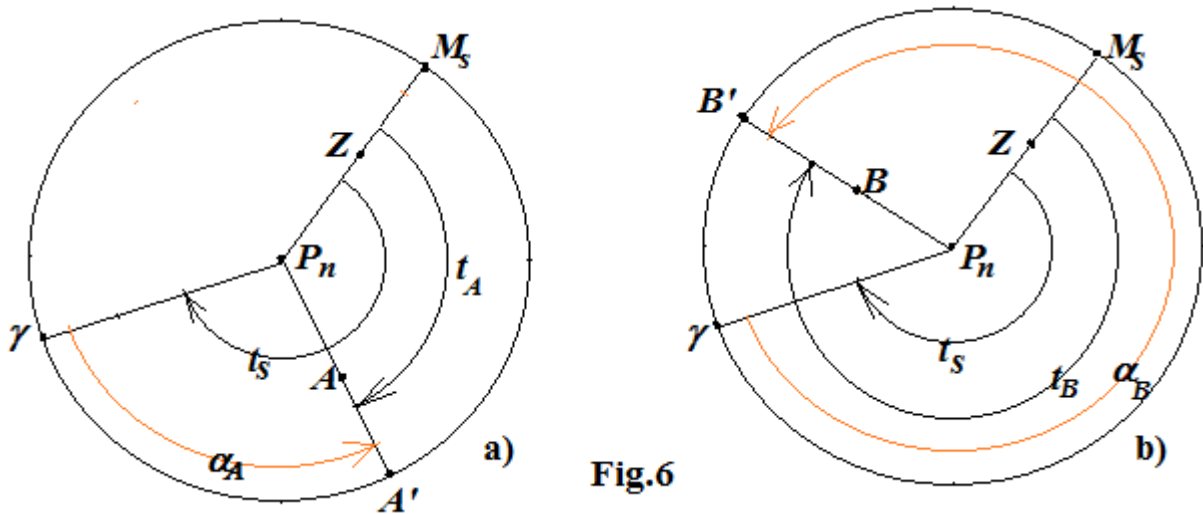 M_s
Z
P_n
t_A
γ
t_S
A
α_A
A'
a)
Fig.6
M_S
B'
Z
B
P_n
γ
t_S
t_B
α_B
b)